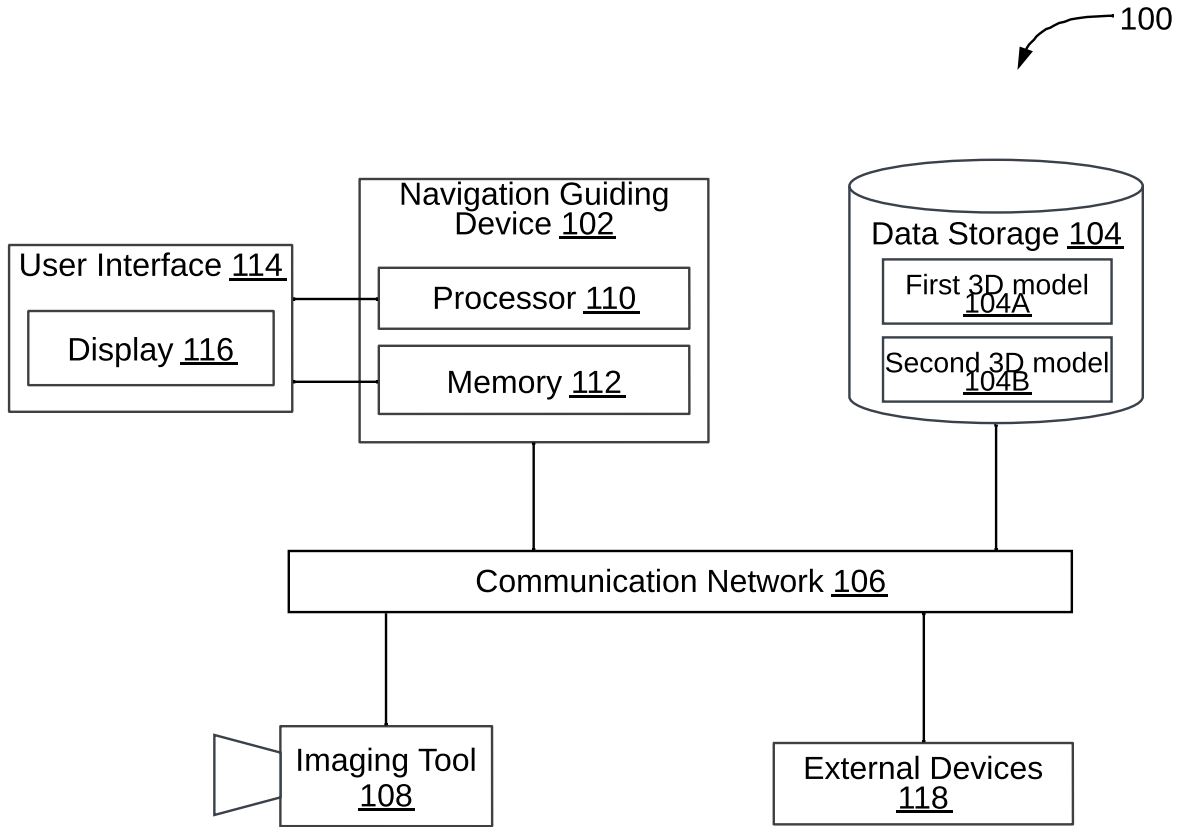 100
Navigation Guiding
Device 102
Processor 110
Memory 112
User Interface 114
Display 116
Data Storage 104
First 3D model
104A
Second 3D model
104B
Communication Network 106
Imaging Tool
108
External Devices
118